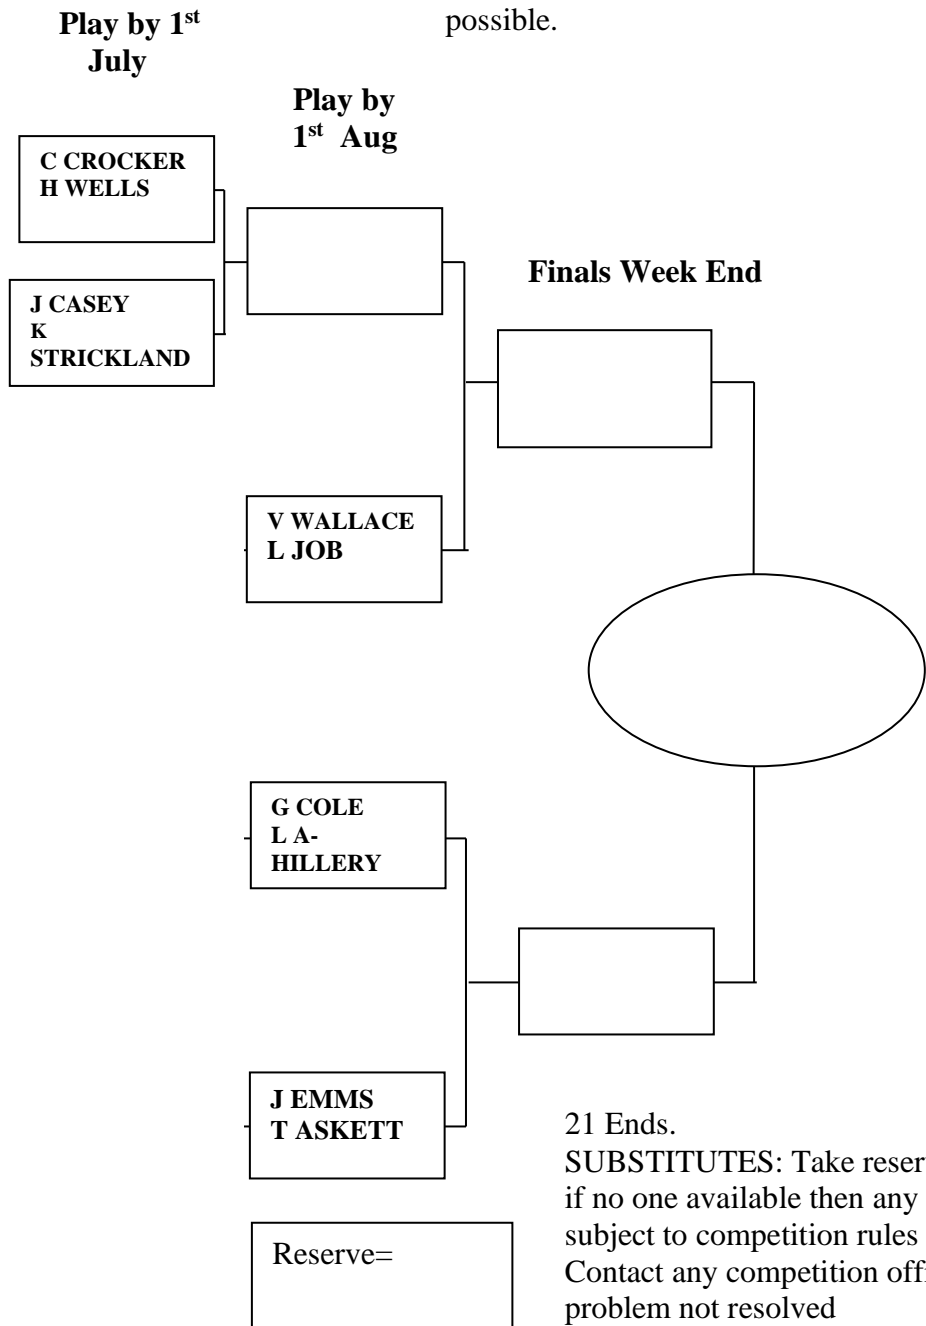 Play by 1st
July
possible.
Play by
1st Aug
C CROCKER
H WELLS
Finals Week End
J CASEY
K
STRICKLAND
V WALLACE
L JOB
G COLE
L A-
HILLERY
J EMMS
T ASKETT
21 Ends.
SUBSTITUTES: Take
if no one available then any
subject to competition rules
Contact any competition
problem not resolved
Reserve=